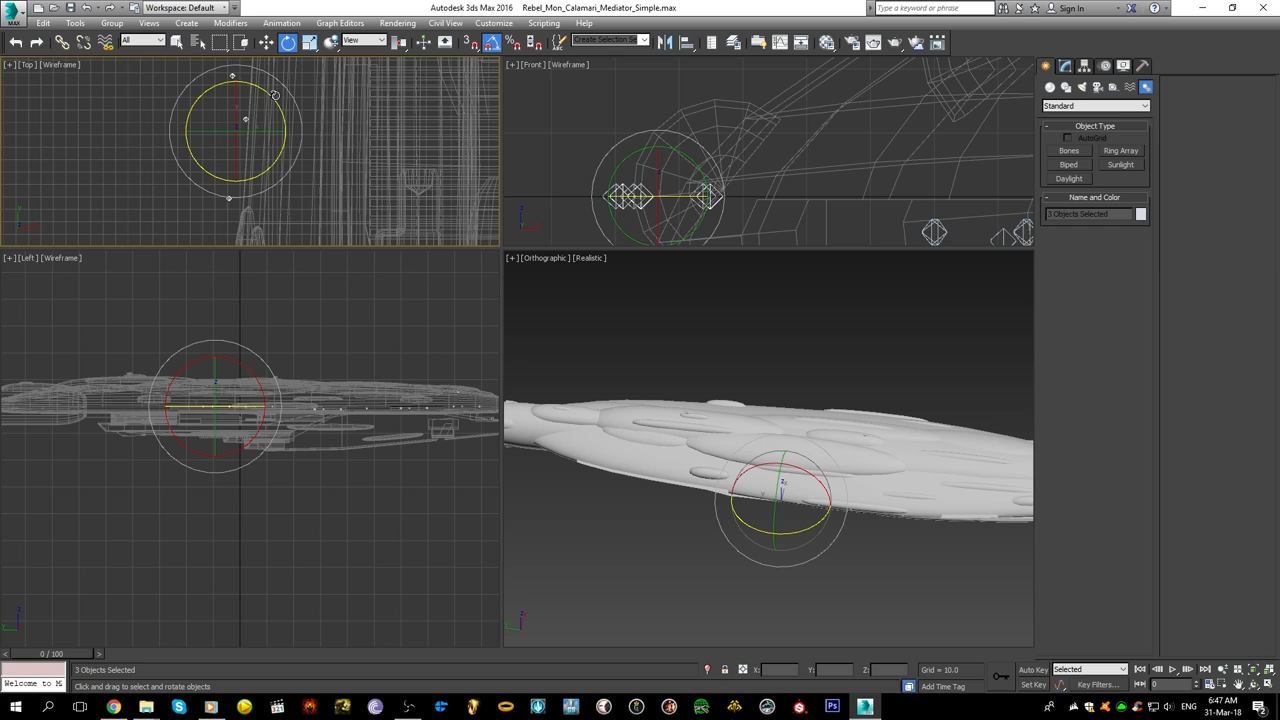 Workspace: Default
Autodesk 3ds Max 2016 Rebel_Mon_Calamari_Mediator_Simple.max
Type a keyword or phrase
Sign In
MAX
Edit Tools Group Views Create Modifiers Animation Graph Editors Rendering Civil View Customize Scripting Help
All
View
Create Selection Se
[+] [Top] [Wireframe]
[+] [Front] [Wireframe]
Standard
- Object Type
AutoGrid
Bones Ring Array
Biped Sunlight
Daylight
- Name and Color
3 Objects Selected
[+] [Left] [Wireframe]
[+] [Orthographic] [Realistic]
0 / 100
3 Objects Selected
X: Y: Z: Grid = 10.0
Auto Key Selected
Welcome to M
Click and drag to select and rotate objects
Add Time Tag
Set Key Key Filters...
0
6:47 AM
31-Mar-18